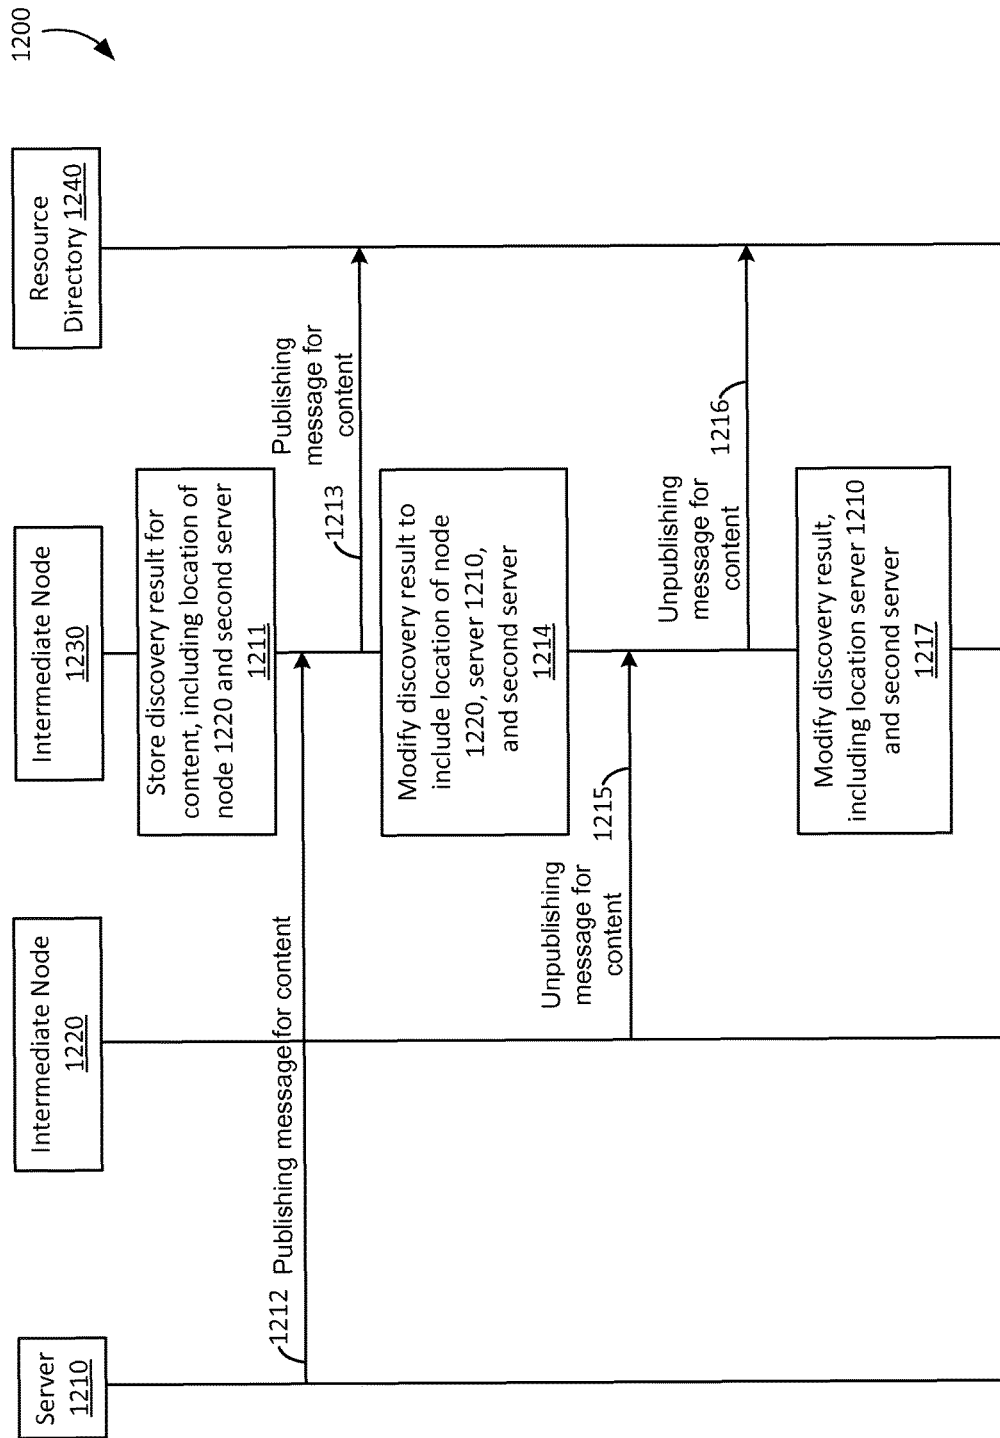 1200
Server
1210
Intermediate Node
1220
Intermediate Node
1230
Resource
Directory 1240
Store discovery result for
content, including location of
node 1220 and second server
1211
1212 Publishing message for content
1213
Publishing
message for
content
Modify discovery result to
include location of node
1220, server 1210,
and second server
1214
Unpublishing
message for
content
1215
Unpublishing
message for
content
1216
Modify discovery result,
including location server 1210
and second server
1217